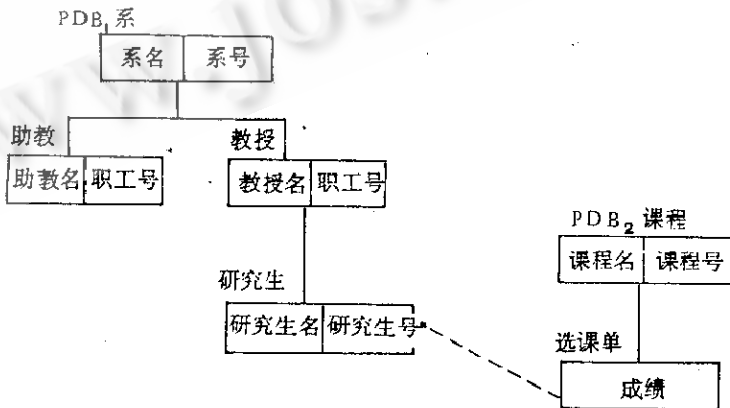 PDB₁ 系
系名 系号
助教
助教名 职工号
教授
教授名 职工号
研究生
研究生名 研究生号
PDB₂ 课程
课程名 课程号
选课单
成绩